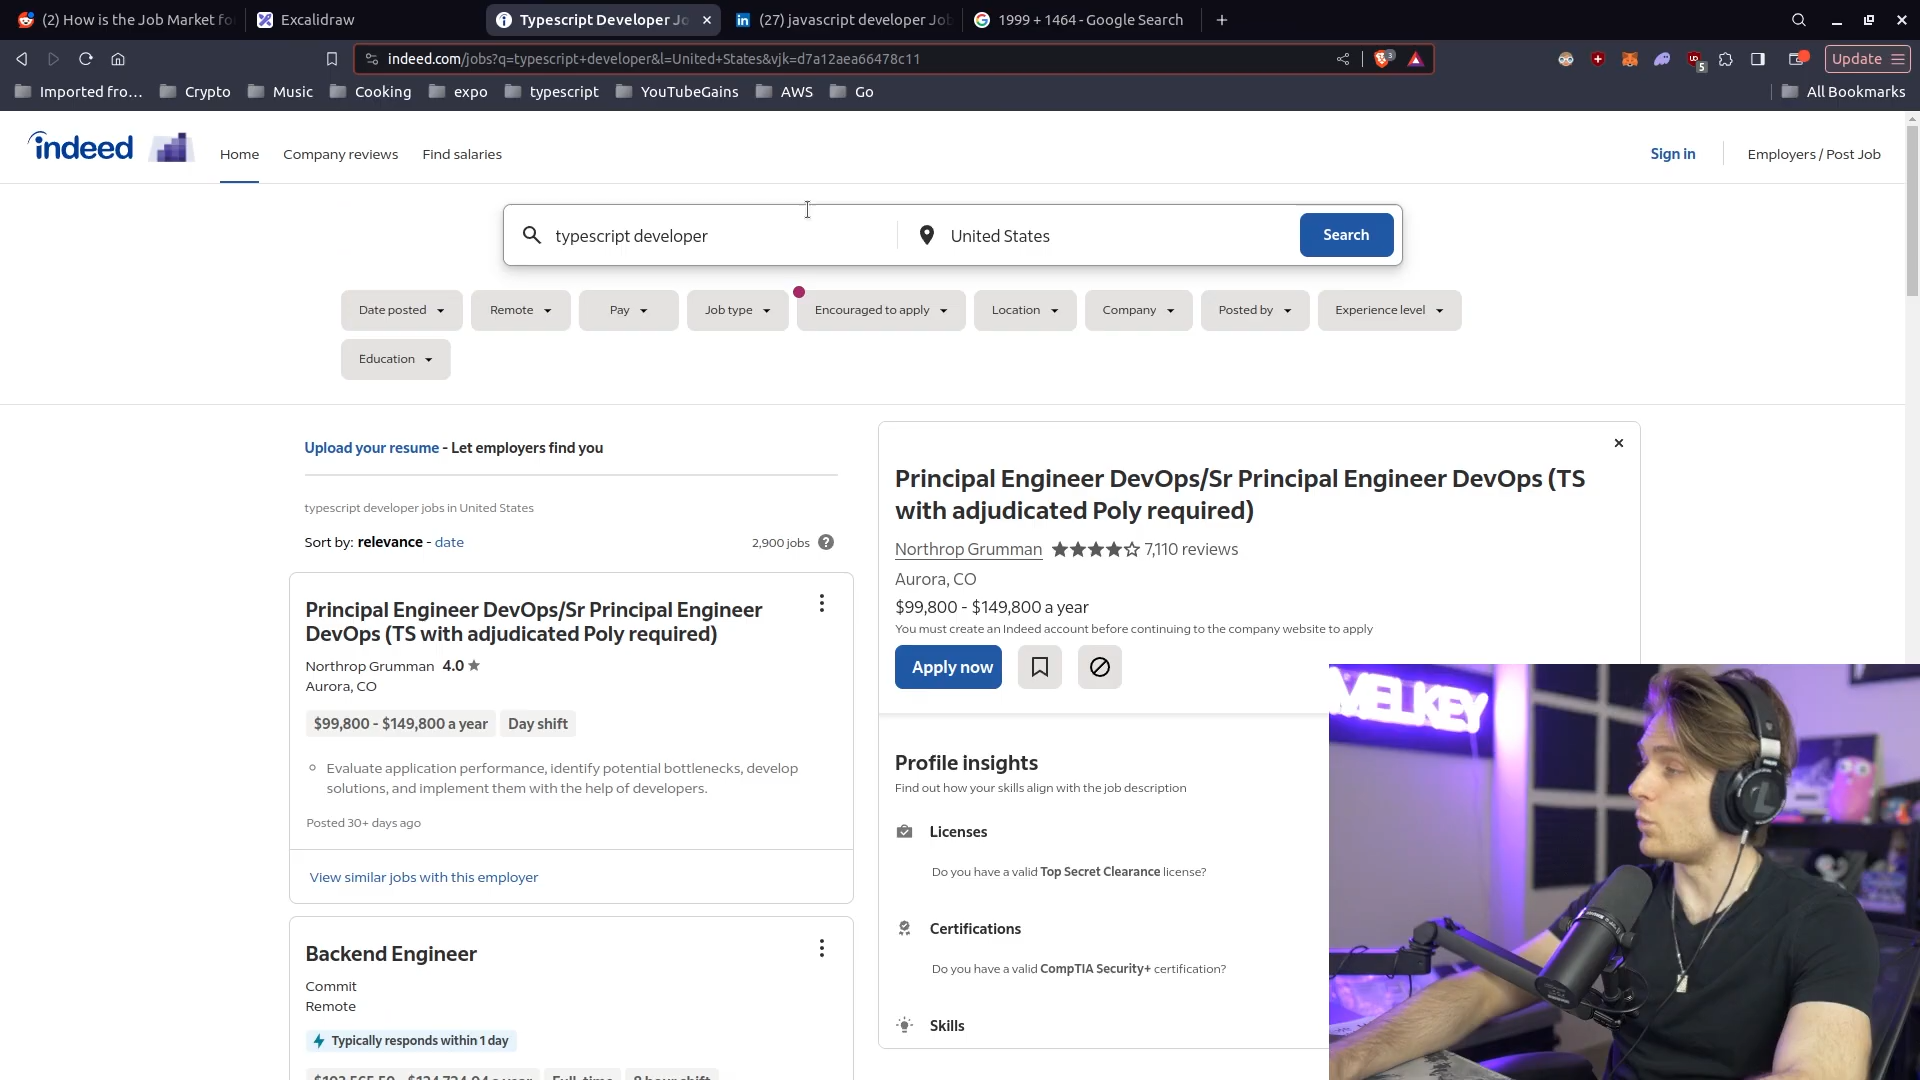 (2) How is the Job Market fo
Excalidraw
Typescript Developer Jo
(27) javascript developer Jo
1999 + 1464 - Google Search
indeed.com/jobs?q=typescript+developer&l=United+States&vjk=d7a12aea66478c11
3
5
Update
Imported fro...
Crypto
Music
Cooking
expo
typescript
YouTubeGains
AWS
Go
All Bookmarks
indeed
Home
Company reviews
Find salaries
Sign in
Employers / Post Job
typescript developer
United States
Search
Date posted
Remote
Pay
Job type
Encouraged to apply
Location
Company
Posted by
Experience level
Education
Upload your resume - Let employers find you
typescript developer jobs in United States
Sort by: relevance - date
2,900 jobs
Principal Engineer DevOps/Sr Principal Engineer
DevOps (TS with adjudicated Poly required)
Northrop Grumman 4.0
Aurora, CO
$99,800 - $149,800 a year
Day shift
Evaluate application performance, identify potential bottlenecks, develop
solutions, and implement them with the help of developers.
Posted 30+ days ago
View similar jobs with this employer
Backend Engineer
Commit
Remote
Typically responds within 1 day
Principal Engineer DevOps/Sr Principal Engineer DevOps (TS
with adjudicated Poly required)
Northrop Grumman
7,110 reviews
Aurora, CO
$99,800 - $149,800 a year
You must create an Indeed account before continuing to the company website to apply
Apply now
Profile insights
Find out how your skills align with the job description
Licenses
Do you have a valid Top Secret Clearance license?
Certifications
Do you have a valid CompTIA Security+ certification?
Skills
MELKEY